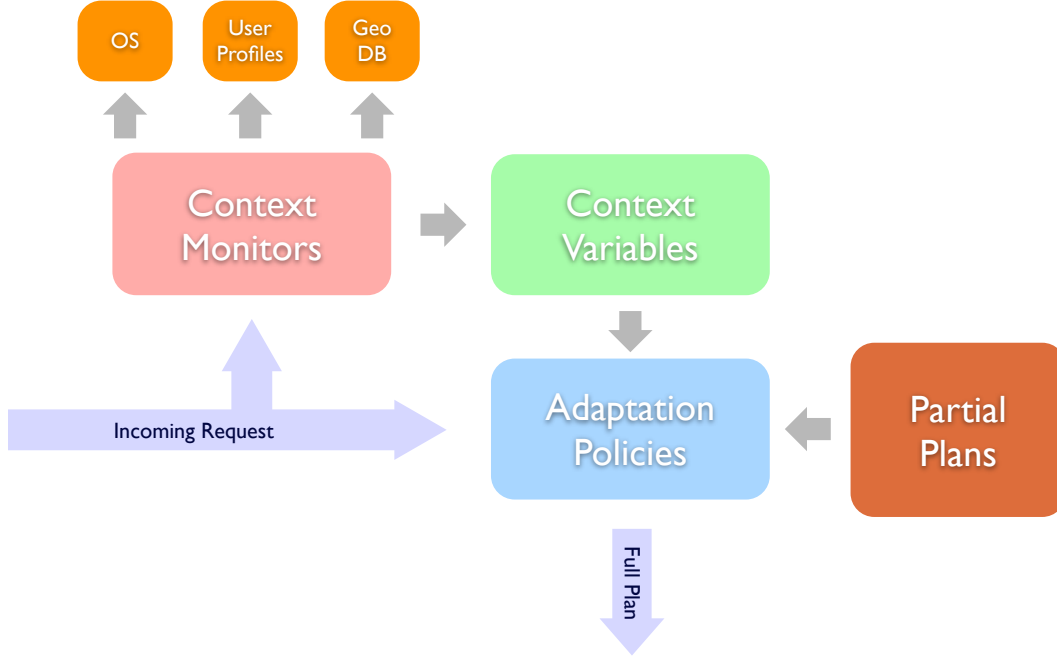 OS
User
Profiles
Geo
DB
Context
Monitors
Context
Variables
Incoming Request
Adaptation
Policies
Partial
Plans
Full Plan